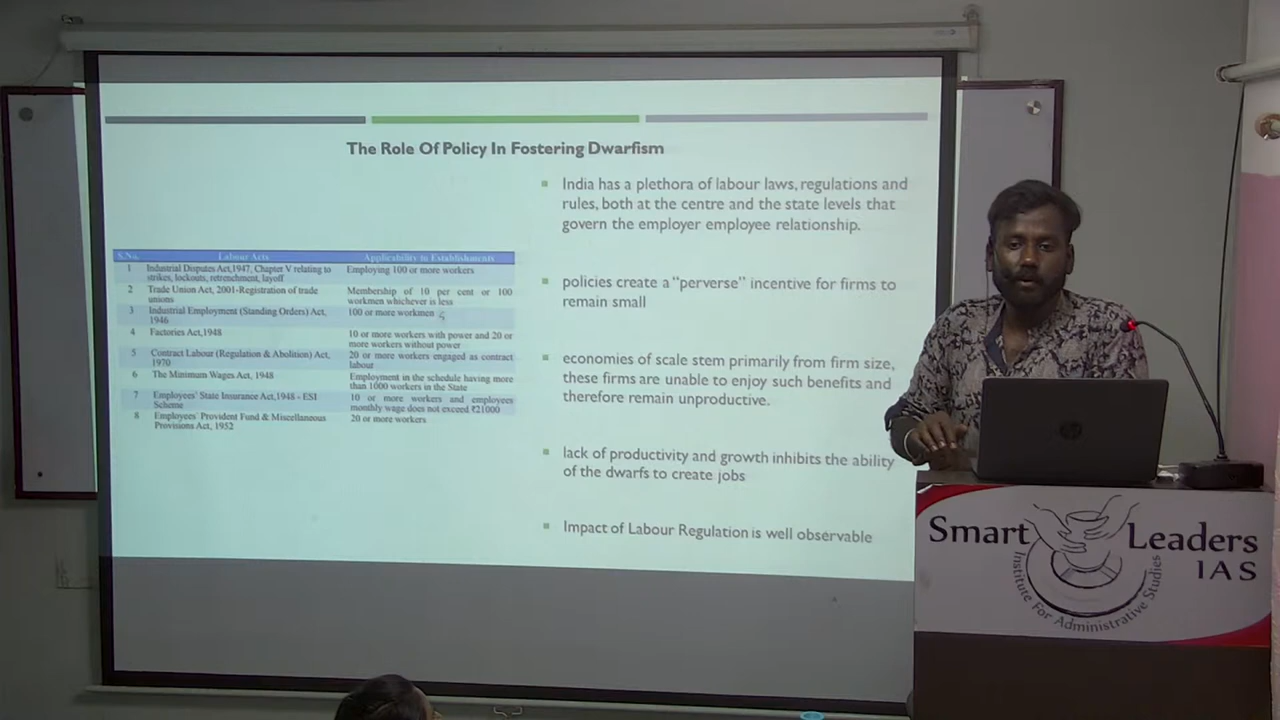 The Role Of Policy In Fostering Dwarfism
S.No. Labour Acts Applicability to Establishments
1 Industrial Disputes Act,1947, Chapter V relating to strikes, lockouts, retrenchment, layoff Employing 100 or more workers
2 Trade Union Act, 2001-Registration of trade unions Membership of 10 per cent or 100 workmen whichever is less
3 Industrial Employment (Standing Orders) Act, 1946 100 or more workmen
4 Factories Act,1948 10 or more workers with power and 20 or more workers without power
5 Contract Labour (Regulation & Abolition) Act, 1970 20 or more workers engaged as contract labour
6 The Minimum Wages Act, 1948 Employment in the schedule having more than 1000 workers in the State
7 Employees' State Insurance Act,1948 - ESI Scheme 10 or more workers and employees monthly wage does not exceed ₹21000
8 Employees' Provident Fund & Miscellaneous Provisions Act, 1952 20 or more workers
India has a plethora of labour laws, regulations and
rules, both at the centre and the state levels that
govern the employer employee relationship.
policies create a "perverse" incentive for firms to
remain small
economies of scale stem primarily from firm size,
these firms are unable to enjoy such benefits and
therefore remain unproductive.
lack of productivity and growth inhibits the ability
of the dwarfs to create jobs
Impact of Labour Regulation is well observable
hp
Smart Leaders
IAS
Institute For Administrative Studies